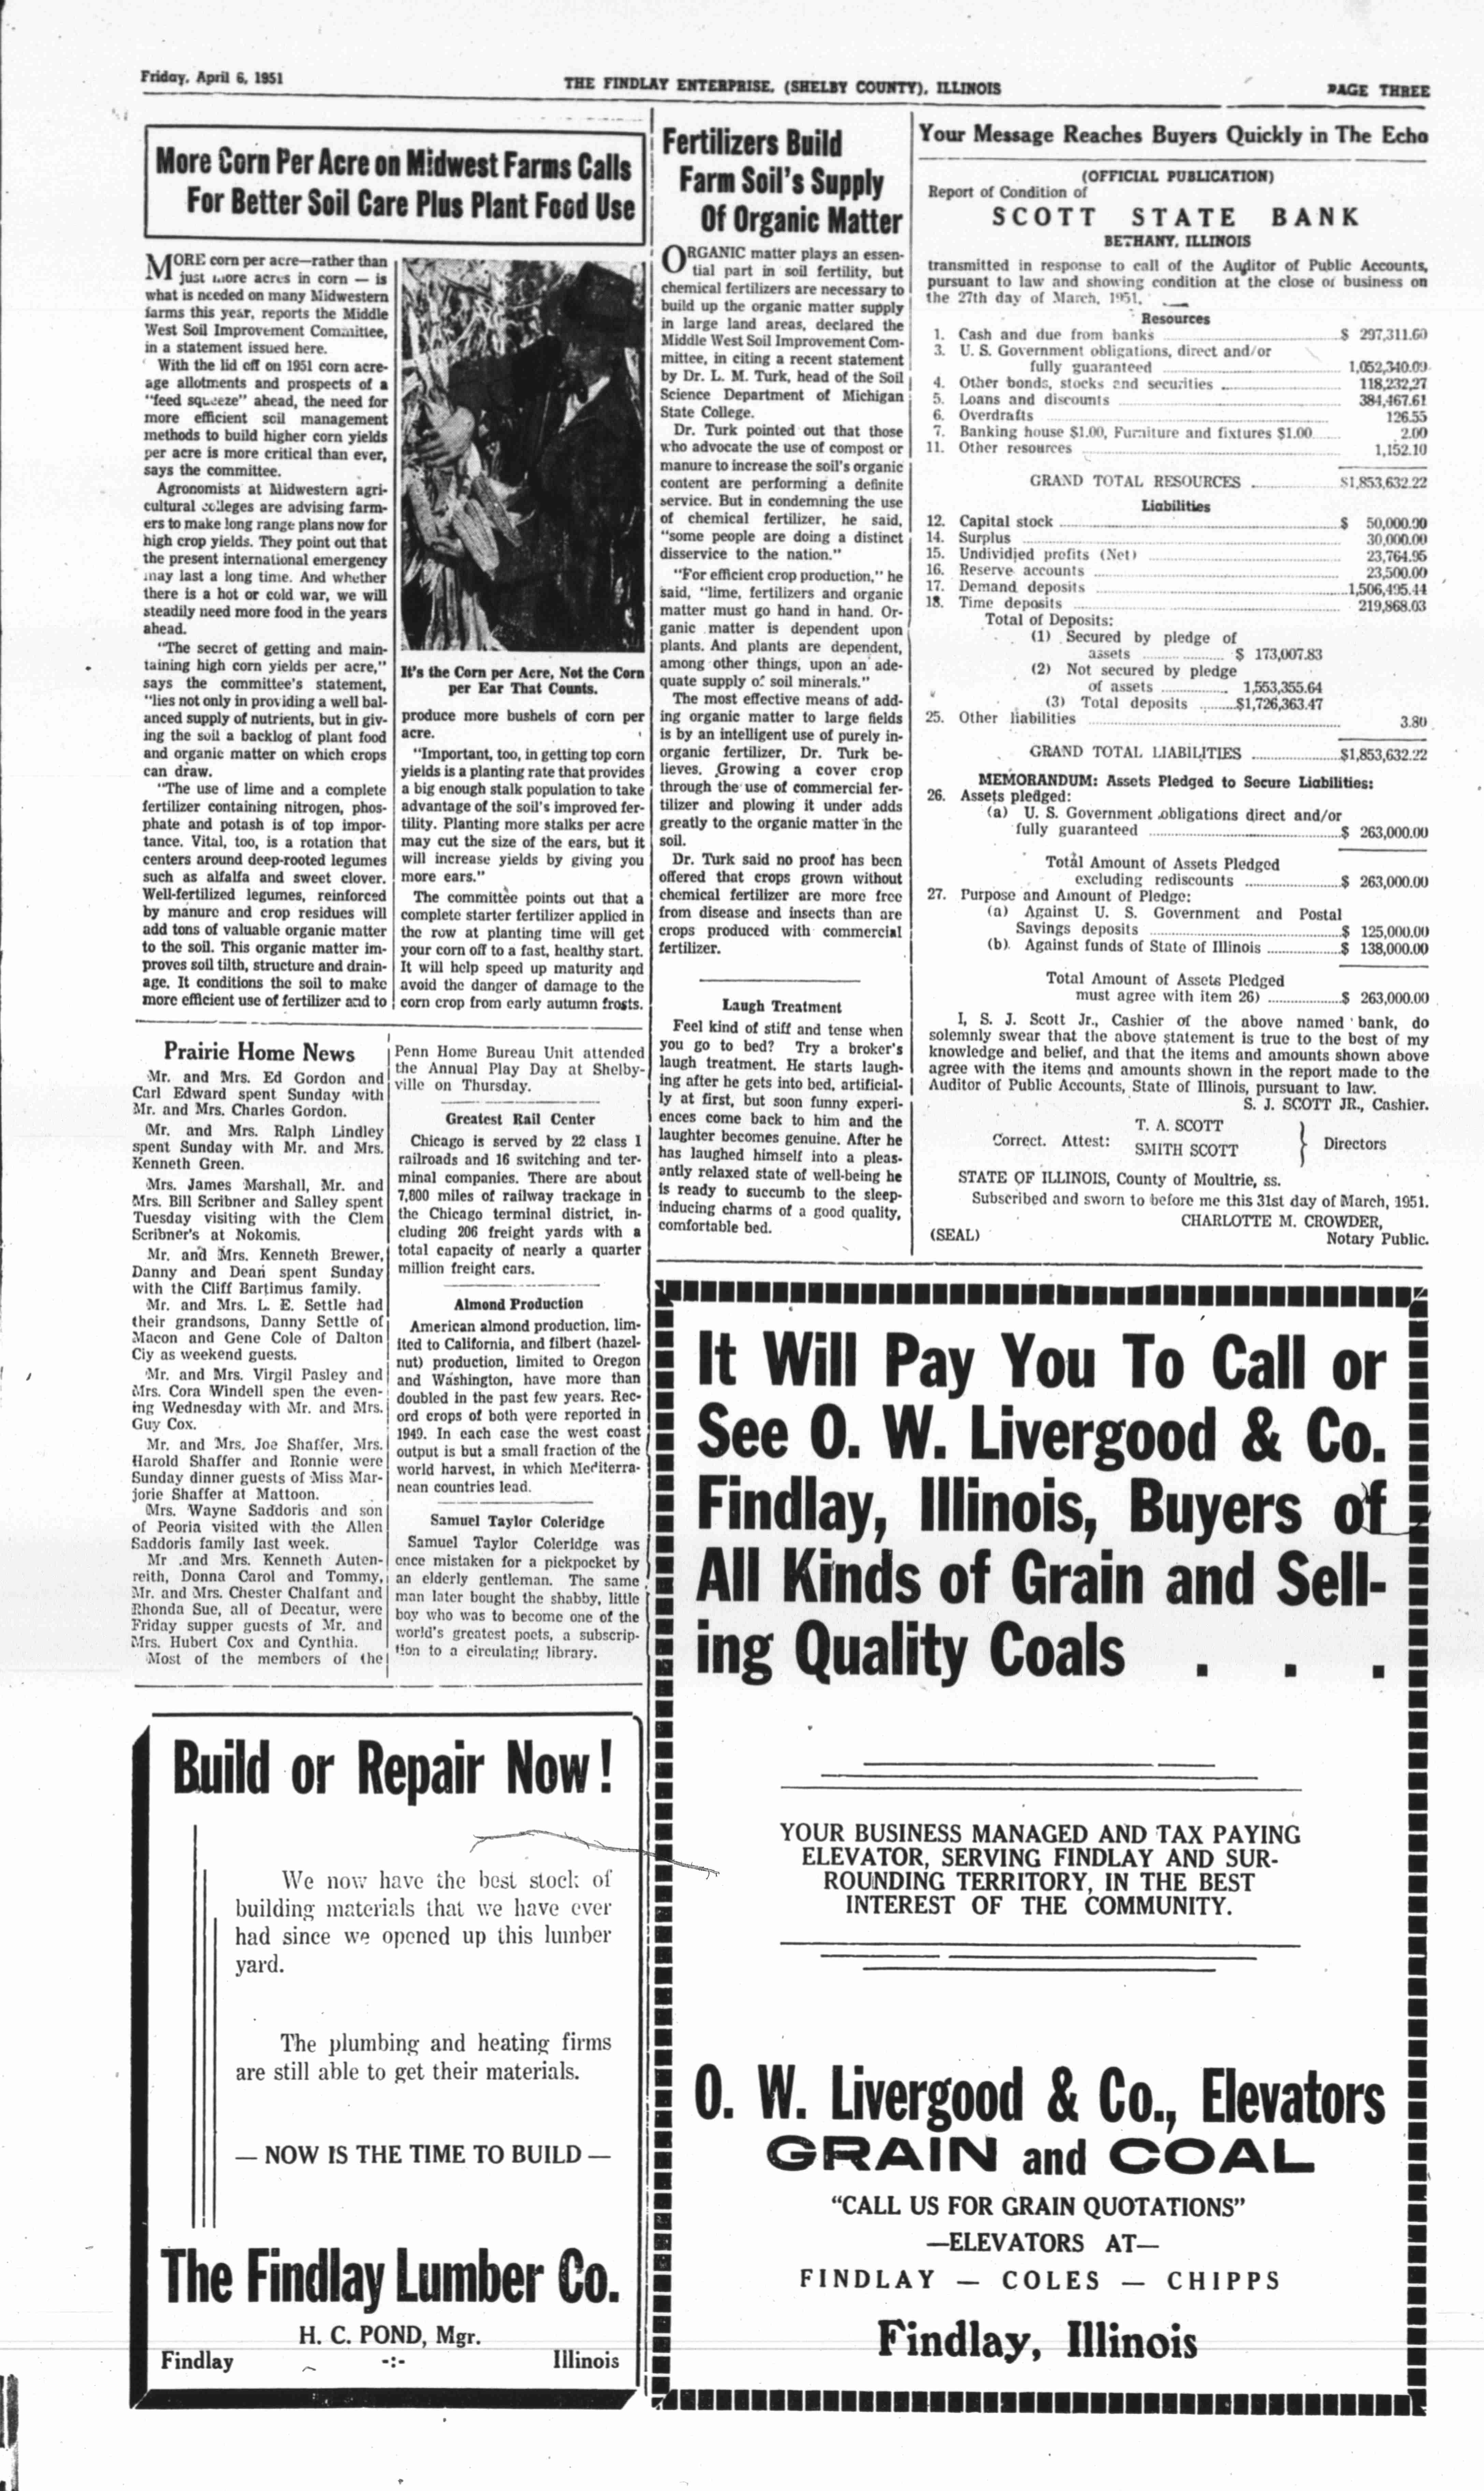 Friday, April 6, 1951
THE FINDLAY ENTERPRISE, (SHELBY COUNTY), ILLINOIS
PAGE THREE
More Corn Per Acre on Midwest Farms Calls
For Better Soil Care Plus Plant Food Use
MORE corn per acre—rather than
just more acres in corn — is
what is needed on many Midwestern
farms this year, reports the Middle
West Soil Improvement Committee,
in a statement issued here.
With the lid off on 1951 corn acre-
age allotments and prospects of a
"feed squeeze" ahead, the need for
more efficient soil management
methods to build higher corn yields
per acre is more critical than ever,
says the committee.
Agronomists at Midwestern agri-
cultural colleges are advising farm-
ers to make long range plans now for
high crop yields. They point out that
the present international emergency
may last a long time. And whether
there is a hot or cold war, we will
steadily need more food in the years
ahead.
"The secret of getting and main-
taining high corn yields per acre,"
says the committee's statement,
"lies not only in providing a well bal-
anced supply of nutrients, but in giv-
ing the soil a backlog of plant food
and organic matter on which crops
can draw.
"The use of lime and a complete
fertilizer containing nitrogen, phos-
phate and potash is of top impor-
tance. Vital, too, is a rotation that
centers around deep-rooted legumes
such as alfalfa and sweet clover.
Well-fertilized legumes, reinforced
by manure and crop residues will
add tons of valuable organic matter
to the soil. This organic matter im-
proves soil tilth, structure and drain-
age. It conditions the soil to make
more efficient use of fertilizer and to
It's the Corn per Acre, Not the Corn
per Ear That Counts.
produce more bushels of corn per
acre.
"Important, too, in getting top corn
yields is a planting rate that provides
a big enough stalk population to take
advantage of the soil's improved fer-
tility. Planting more stalks per acre
may cut the size of the ears, but it
will increase yields by giving you
more ears."
The committee points out that a
complete starter fertilizer applied in
the row at planting time will get
your corn off to a fast, healthy start.
It will help speed up maturity and
avoid the danger of damage to the
corn crop from early autumn frosts.
Fertilizers Build
Farm Soil's Supply
Of Organic Matter
ORGANIC matter plays an essen-
tial part in soil fertility, but
chemical fertilizers are necessary to
build up the organic matter supply
in large land areas, declared the
Middle West Soil Improvement Com-
mittee, in citing a recent statement
by Dr. L. M. Turk, head of the Soil
Science Department of Michigan
State College.
Dr. Turk pointed out that those
who advocate the use of compost or
manure to increase the soil's organic
content are performing a definite
service. But in condemning the use
of chemical fertilizer, he said,
"some people are doing a distinct
disservice to the nation."
"For efficient crop production," he
said, "lime, fertilizers and organic
matter must go hand in hand. Or-
ganic matter is dependent upon
plants. And plants are dependent,
among other things, upon an ade-
quate supply of soil minerals."
The most effective means of add-
ing organic matter to large fields
is by an intelligent use of purely in-
organic fertilizer, Dr. Turk be-
lieves. Growing a cover crop
through the use of commercial fer-
tilizer and plowing it under adds
greatly to the organic matter in the
soil.
Dr. Turk said no proof has been
offered that crops grown without
chemical fertilizer are more free
from disease and insects than are
crops produced with commercial
fertilizer.
Laugh Treatment
Feel kind of stiff and tense when
you go to bed? Try a broker's
laugh treatment. He starts laugh-
ing after he gets into bed, artificial-
ly at first, but soon funny experi-
ences come back to him and the
laughter becomes genuine. After he
has laughed himself into a pleas-
antly relaxed state of well-being he
is ready to succumb to the sleep-
inducing charms of a good quality,
comfortable bed.
Your Message Reaches Buyers Quickly in The Echo
(OFFICIAL PUBLICATION)
Report of Condition of
SCOTT STATE BANK
BETHANY, ILLINOIS
transmitted in response to call of the Auditor of Public Accounts,
pursuant to law and showing condition at the close of business on
the 27th day of March, 1951.
Resources
1. Cash and due from banks $ 297,311.60
3. U. S. Government obligations, direct and/or
fully guaranteed 1,052,340.09
4. Other bonds, stocks and securities 118,232,27
5. Loans and discounts 384,467.61
6. Overdrafts 126.55
7. Banking house $1.00, Furniture and fixtures $1.00 2.00
11. Other resources 1,152.10
GRAND TOTAL RESOURCES $1,853,632.22
Liabilities
12. Capital stock $ 50,000.00
14. Surplus 30,000.00
15. Undivided profits (Net) 23,764.95
16. Reserve accounts 23,500.00
17. Demand deposits 1,506,495.44
18. Time deposits 219,868.03
Total of Deposits:
(1) Secured by pledge of
assets $ 173,007.83
(2) Not secured by pledge
of assets 1,553,355.64
(3) Total deposits $1,726,363.47
25. Other liabilities 3.80
GRAND TOTAL LIABILITIES $1,853,632.22
MEMORANDUM: Assets Pledged to Secure Liabilities:
26. Assets pledged:
(a) U. S. Government obligations direct and/or
fully guaranteed $ 263,000.00
Total Amount of Assets Pledged
excluding rediscounts $ 263,000.00
27. Purpose and Amount of Pledge:
(a) Against U. S. Government and Postal
Savings deposits $ 125,000.00
(b) Against funds of State of Illinois $ 138,000.00
Total Amount of Assets Pledged
must agree with item 26) $ 263,000.00
I, S. J. Scott Jr., Cashier of the above named bank, do
solemnly swear that the above statement is true to the best of my
knowledge and belief, and that the items and amounts shown above
agree with the items and amounts shown in the report made to the
Auditor of Public Accounts, State of Illinois, pursuant to law.
S. J. SCOTT JR., Cashier.
T. A. SCOTT
Correct. Attest: SMITH SCOTT } Directors
STATE OF ILLINOIS, County of Moultrie, ss.
Subscribed and sworn to before me this 31st day of March, 1951.
CHARLOTTE M. CROWDER,
(SEAL) Notary Public.
Prairie Home News
Mr. and Mrs. Ed Gordon and
Carl Edward spent Sunday with
Mr. and Mrs. Charles Gordon.
Mr. and Mrs. Ralph Lindley
spent Sunday with Mr. and Mrs.
Kenneth Green.
Mrs. James Marshall, Mr. and
Mrs. Bill Scribner and Salley spent
Tuesday visiting with the Clem
Scribner's at Nokomis.
Mr. and Mrs. Kenneth Brewer,
Danny and Dean spent Sunday
with the Cliff Bartimus family.
Mr. and Mrs. L. E. Settle had
their grandsons, Danny Settle of
Macon and Gene Cole of Dalton
Ciy as weekend guests.
Mr. and Mrs. Virgil Pasley and
Mrs. Cora Windell spen the even-
ing Wednesday with Mr. and Mrs.
Guy Cox.
Mr. and Mrs. Joe Shaffer, Mrs.
Harold Shaffer and Ronnie were
Sunday dinner guests of Miss Mar-
jorie Shaffer at Mattoon.
Mrs. Wayne Saddoris and son
of Peoria visited with the Allen
Saddoris family last week.
Mr .and Mrs. Kenneth Auten-
reith, Donna Carol and Tommy,
Mr. and Mrs. Chester Chalfant and
Rhonda Sue, all of Decatur, were
Friday supper guests of Mr. and
Mrs. Hubert Cox and Cynthia.
Most of the members of the
Penn Home Bureau Unit attended
the Annual Play Day at Shelby-
ville on Thursday.
Greatest Rail Center
Chicago is served by 22 class 1
railroads and 16 switching and ter-
minal companies. There are about
7,800 miles of railway trackage in
the Chicago terminal district, in-
cluding 206 freight yards with a
total capacity of nearly a quarter
million freight cars.
Almond Production
American almond production, lim-
ited to California, and filbert (hazel-
nut) production, limited to Oregon
and Washington, have more than
doubled in the past few years. Rec-
ord crops of both were reported in
1949. In each case the west coast
output is but a small fraction of the
world harvest, in which Mediterra-
nean countries lead.
Samuel Taylor Coleridge
Samuel Taylor Coleridge was
once mistaken for a pickpocket by
an elderly gentleman. The same
man later bought the shabby, little
boy who was to become one of the
world's greatest poets, a subscrip-
tion to a circulating library.
Build or Repair Now!
We now have the best stock of
building materials that we have ever
had since we opened up this lumber
yard.
The plumbing and heating firms
are still able to get their materials.
— NOW IS THE TIME TO BUILD —
The Findlay Lumber Co.
H. C. POND, Mgr.
Findlay -:- Illinois
It Will Pay You To Call or
See O. W. Livergood & Co.
Findlay, Illinois, Buyers of
All Kinds of Grain and Sell-
ing Quality Coals . . .
YOUR BUSINESS MANAGED AND TAX PAYING
ELEVATOR, SERVING FINDLAY AND SUR-
ROUNDING TERRITORY, IN THE BEST
INTEREST OF THE COMMUNITY.
O. W. Livergood & Co., Elevators
GRAIN and COAL
"CALL US FOR GRAIN QUOTATIONS"
—ELEVATORS AT—
FINDLAY — COLES — CHIPPS
Findlay, Illinois